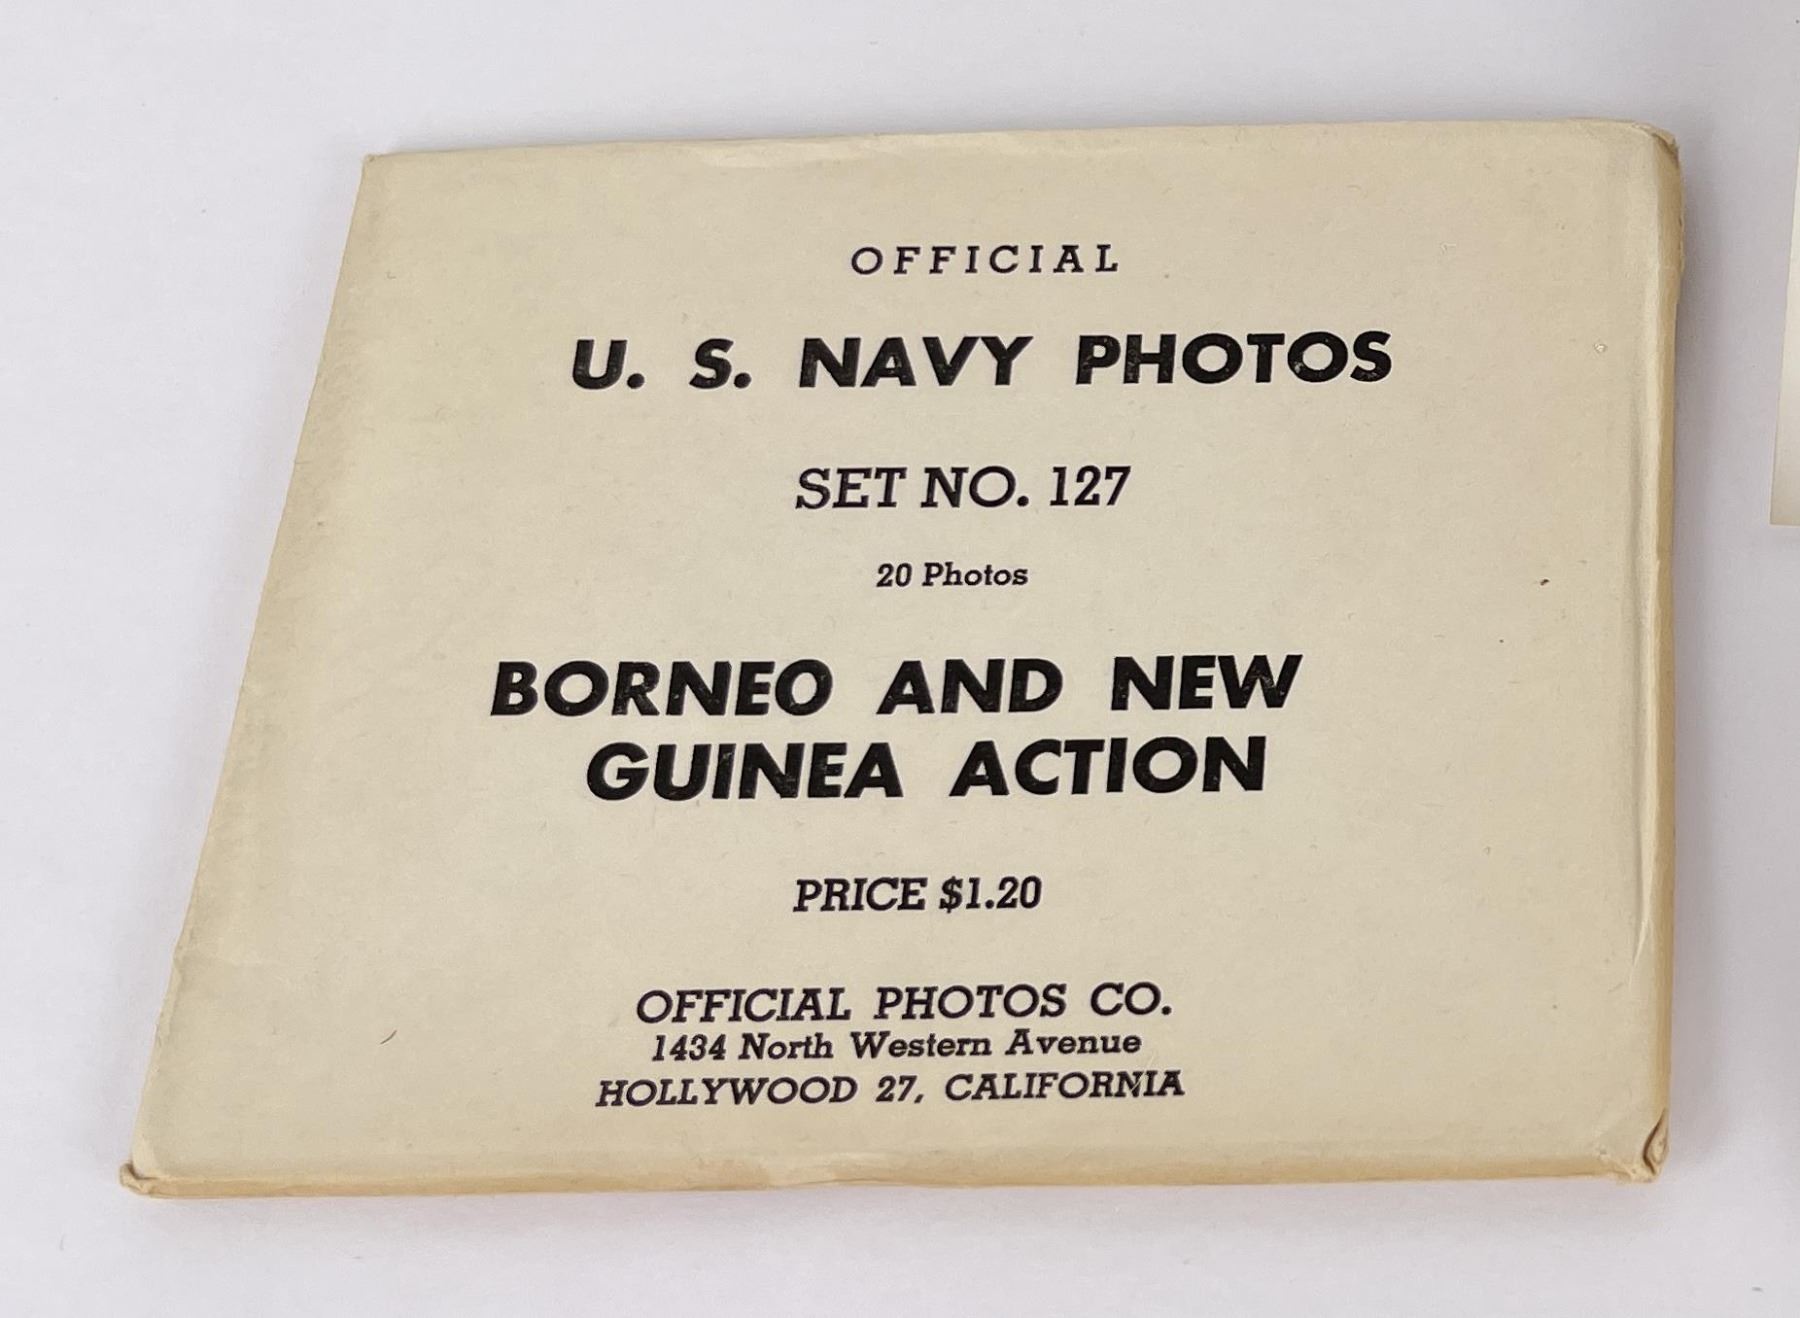 OFFICIAL
U. S. NAVY PHOTOS
SET NO. 127
20 Photos
BORNEO AND NEW
GUINEA ACTION
PRICE $1.20
OFFICIAL PHOTOS CO.
1434 North Western Avenue
HOLLYWOOD 27, CALIFORNIA